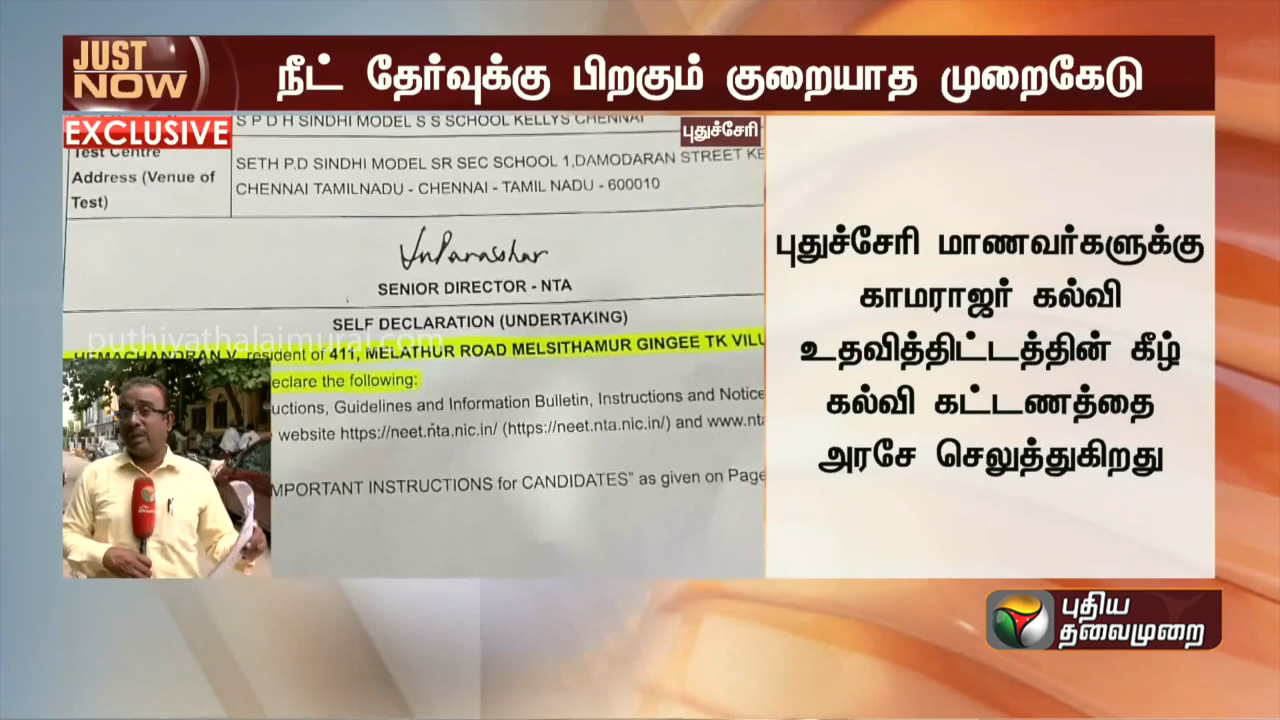 JUST
NOW
நீட் தேர்வுக்கு பிறகும் குறையாத முறைகேடு
EXCLUSIVE
புதுச்சேரி
S P D H SINDHI MODEL S S SCHOOL KELLYS CHENNAI
Test Centre
Address (Venue of
Test)
SETH P.D SINDHI MODEL SR SEC SCHOOL 1,DAMODARAN STREET KE
CHENNAI TAMILNADU - CHENNAI - TAMIL NADU - 600010
SENIOR DIRECTOR - NTA
SELF DECLARATION (UNDERTAKING)
puthiyathalaimurai.com
HEMACHANDRAN V, resident of 411, MELATHUR ROAD MELSITHAMUR GINGEE TK VILU
eclare the following:
uctions, Guidelines and Information Bulletin, Instructions and Notice
website https://neet.nta.nic.in/ (https://neet.nta.nic.in/) and www.nta
MPORTANT INSTRUCTIONS for CANDIDATES" as given on Page
புதுச்சேரி மாணவர்களுக்கு
காமராஜர் கல்வி
உதவித்திட்டத்தின் கீழ்
கல்வி கட்டணத்தை
அரசே செலுத்துகிறது
புதிய
தலைமுறை